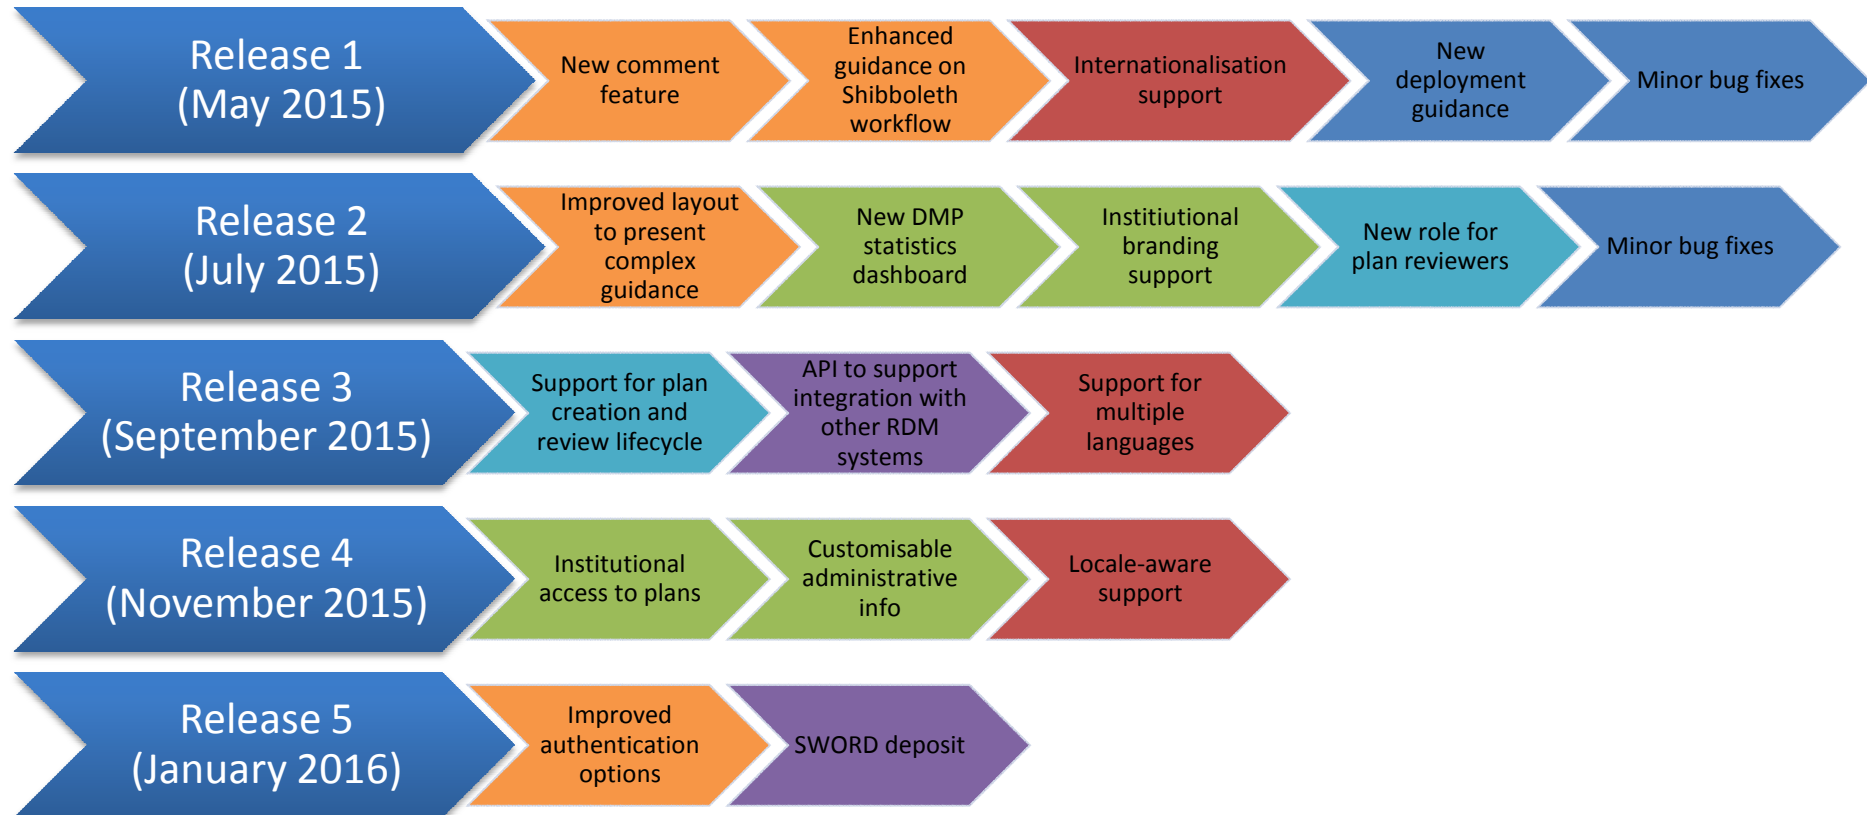 Release 1
(May 2015)
New comment
feature
Enhanced
guidance on
Shibboleth
workflow
Internationalisation
support
New
deployment
guidance
Minor bug fixes
Release 2
(July 2015)
Improved layout
to present
complex
guidance
New DMP
statistics
dashboard
Institiutional
branding
support
New role for
plan reviewers
Minor bug fixes
Release 3
(September 2015)
Support for plan
creation and
review lifecycle
API to support
integration with
other RDM
systems
Support for
multiple
languages
Release 4
(November 2015)
Institutional
access to plans
Customisable
administrative
info
Locale-aware
support
Release 5
(January 2016)
Improved
authentication
options
SWORD deposit